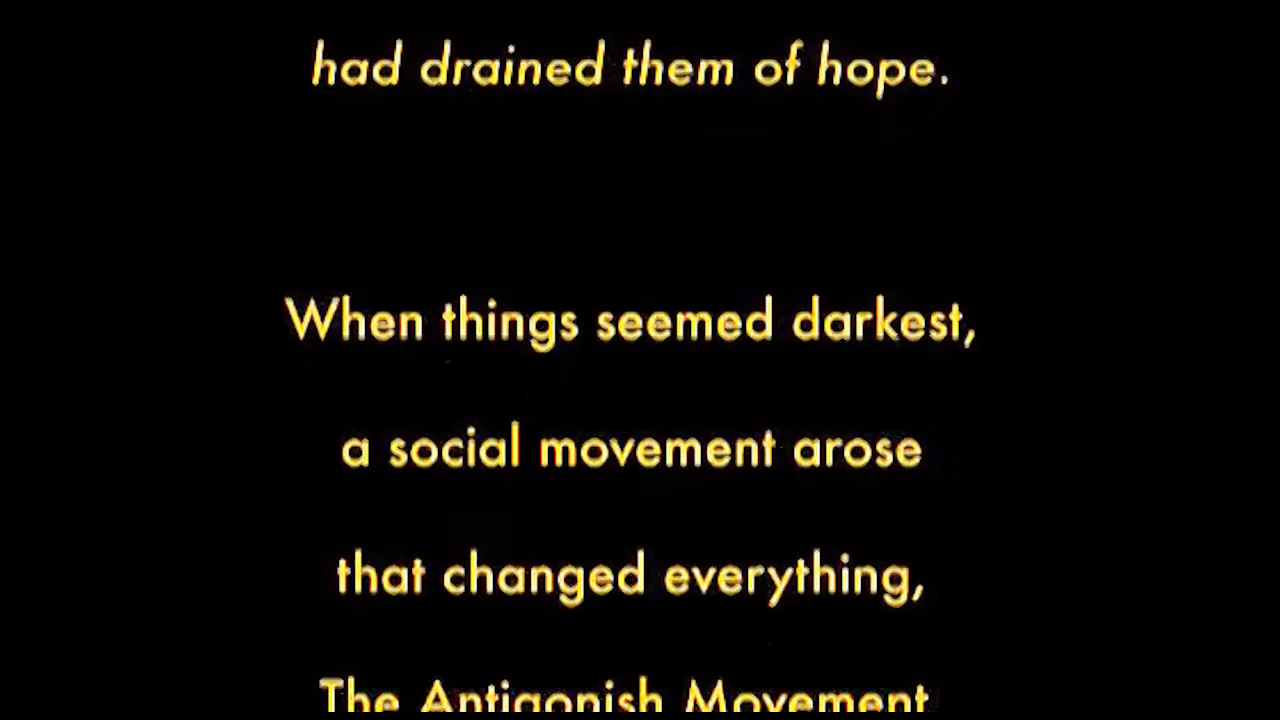 had drained them of hope.
When things seemed darkest,
a social movement arose
that changed everything,
The Antigonish Movement